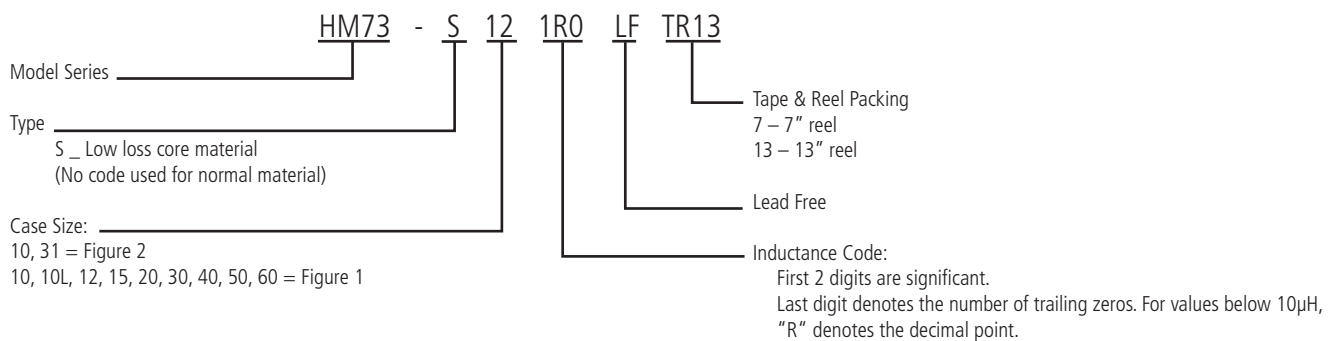 HM73 - S 12 1R0 LF TR13
Model Series
Type
S _ Low loss core material
(No code used for normal material)
Case Size:
10, 31 = Figure 2
10, 10L, 12, 15, 20, 30, 40, 50, 60 = Figure 1
Tape & Reel Packing
7 – 7” reel
13 – 13” reel
Lead Free
Inductance Code:
First 2 digits are significant.
Last digit denotes the number of trailing zeros. For values below 10μH,
“R” denotes the decimal point.